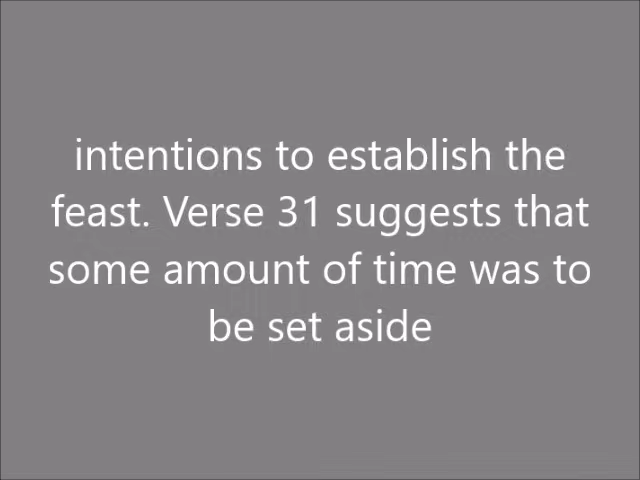 intentions to establish the
feast. Verse 31 suggests that
some amount of time was to
be set aside